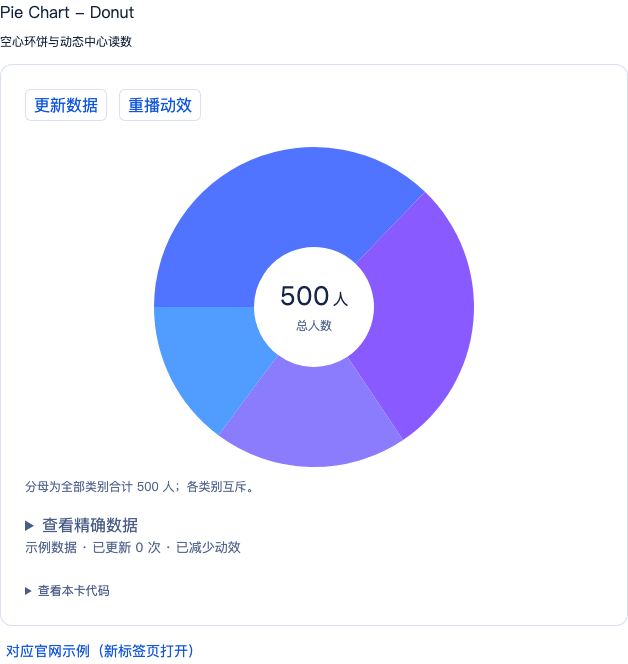 Pie Chart – Donut
空心环饼与动态中心读数
更新数据 重播动效
500 人
总人数
分母为全部类别合计 500 人；各类别互斥。
▶ 查看精确数据
示例数据 · 已更新 0 次 · 已减少动效
▶ 查看本卡代码
对应官网示例（新标签页打开）